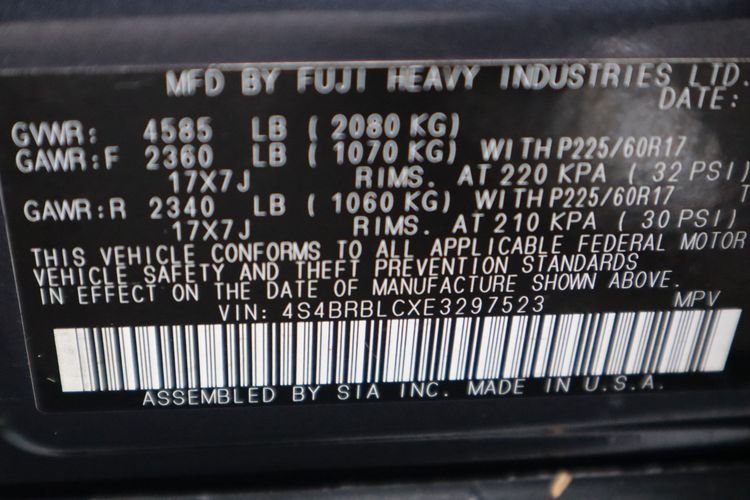 MFD BY FUJI HEAVY INDUSTRIES LTD.
DATE:
GVWR: 4585 LB ( 2080 KG)
GAWR:F 2360 LB ( 1070 KG) WITH P225/60R17
17X7J RIMS. AT 220 KPA ( 32 PSI)
GAWR:R 2340 LB ( 1060 KG) WITH P225/60R17
17X7J RIMS. AT 210 KPA ( 30 PSI)
THIS VEHICLE CONFORMS TO ALL APPLICABLE FEDERAL MOTOR
VEHICLE SAFETY AND THEFT PREVENTION STANDARDS
IN EFFECT ON THE DATE OF MANUFACTURE SHOWN ABOVE.
VIN: 4S4BRBLCXE3297523 MPV
ASSEMBLED BY SIA INC. MADE IN U.S.A.